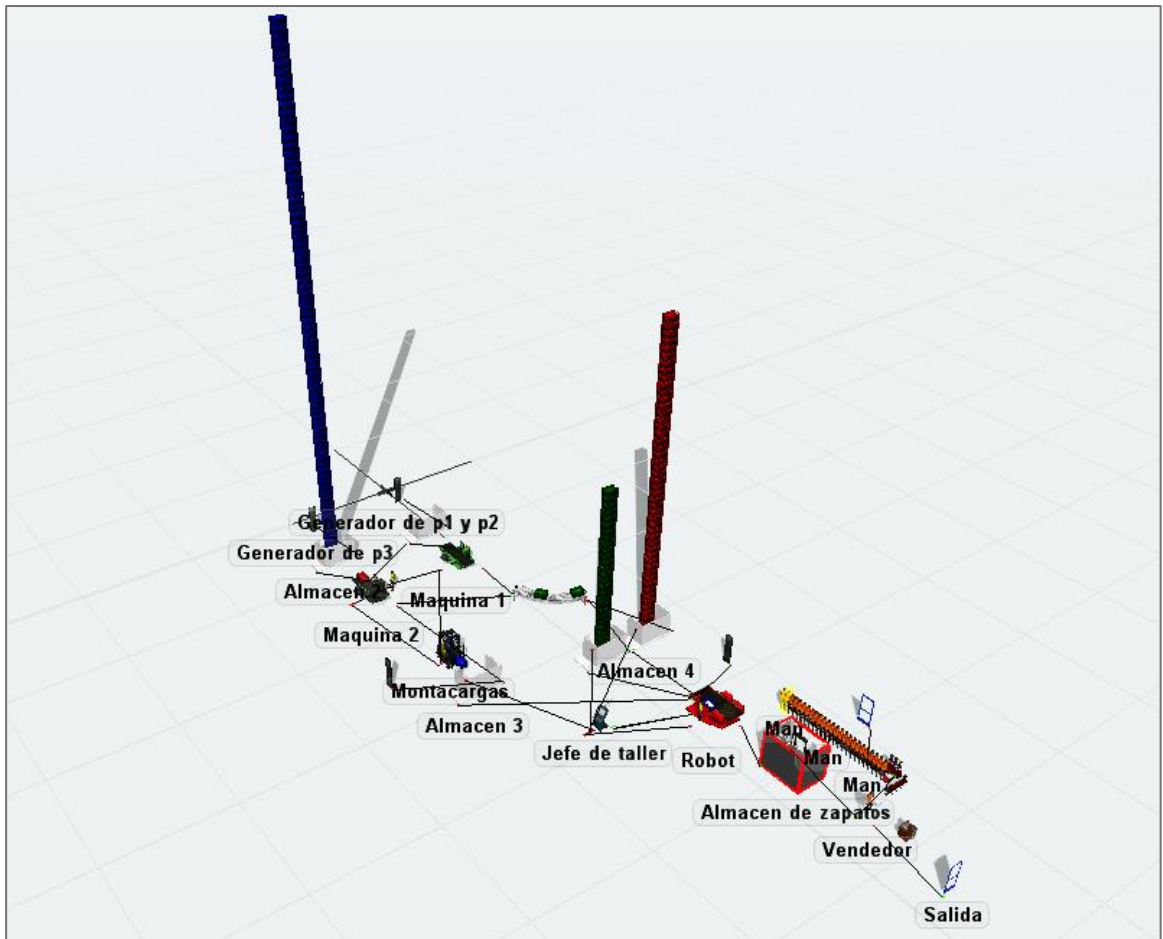 Generador de p1 y p2
Generador de p3
Almacen 2
Maquina 1
Maquina 2
Montacargas
Almacen 3
Almacen 4
Jefe de taller
Robot
Man
Man
Man
Almacen de zapatos
Vendedor
Salida